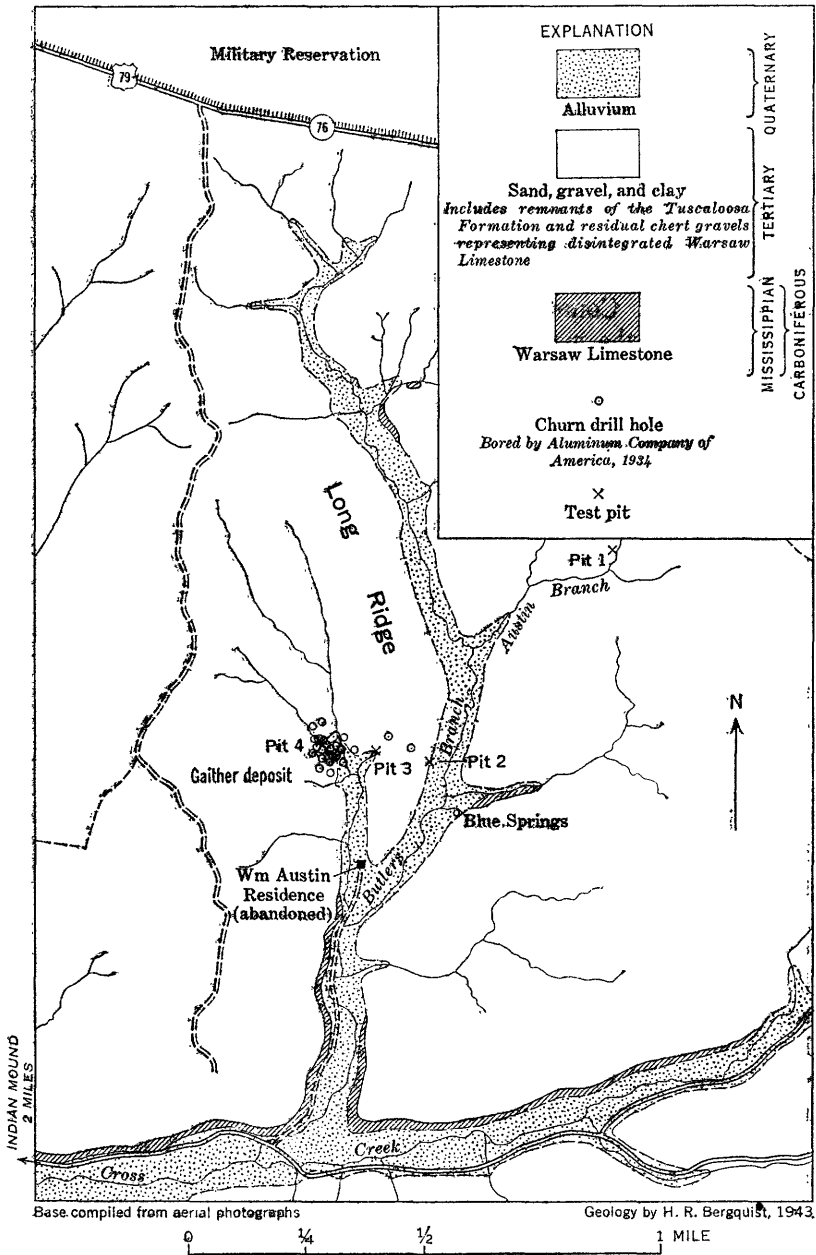 Military Reservation
79
76
EXPLANATION
Alluvium
QUATERNARY
Sand, gravel, and clay
Includes remnants of the Tuscaloosa
Formation and residual chert gravels
representing disintegrated Warsaw
Limestone
TERTIARY
Warsaw Limestone
MISSISSIPPIAN
CARBONIFEROUS
Churn drill hole
Bored by Aluminum Company of
America, 1934
Test pit
Long
Ridge
Pit 1
Branch
Austin
N
Branch
Pit 4
Pit 3
Pit 2
Gaither deposit
Blue Springs
Wm Austin
Residence
(abandoned)
Butlers
INDIAN MOUND
2 MILES
Creek
Cross
Base compiled from aerial photographs
Geology by H. R. Bergquist, 1943
0 1/4 1/2 1 MILE